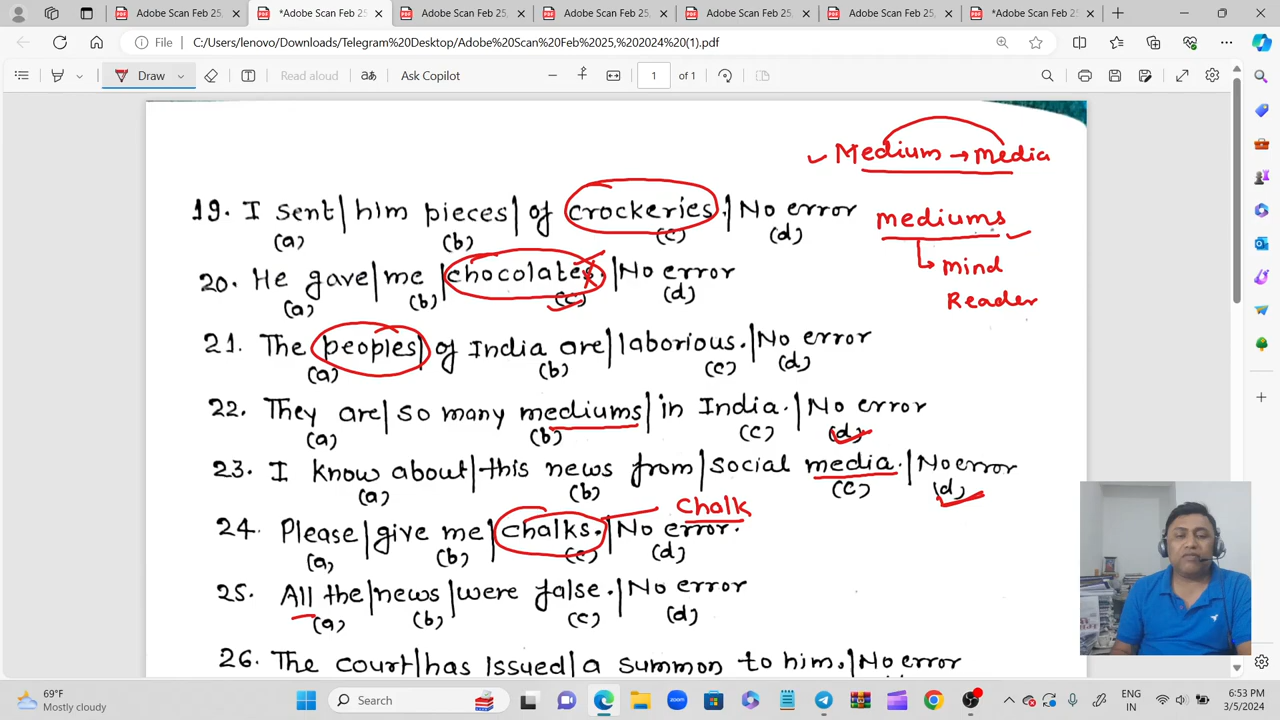 Adobe Scan Feb 25,
*Adobe Scan Feb 25
Adobe Scan Feb 25,
Adobe Scan Feb 25,
Adobe Scan Feb 25,
Adobe Scan Feb 25,
*Adobe Scan Feb 25
File
C:/Users/lenovo/Downloads/Telegram%20Desktop/Adobe%20Scan%20Feb%2025,%202024%20(1).pdf
Draw
Read aloud
Ask Copilot
1 of 1
Medium → media
19. I sent| him pieces| of crockeries.| No error
(a) (b) (c) (d)
mediums
20. He gave| me |chocolates.| No error
(a) (b) (c) (d)
mind
Reader
21. The peoples| of India are| laborious.| No error
(a) (b) (c) (d)
22. They are| so many mediums| in India.| No error
(a) (b) (c) (d)
23. I know about| this news from| social media.| No error
(a) (b) (c) (d)
chalk
24. Please| give me| chalks.| No error.
(a) (b) (c) (d)
25. All the| news| were false.| No error
(a) (b) (c) (d)
26. The court| has issued| a summon to him.| No error
69°F
Mostly cloudy
Search
ENG
IN
6:53 PM
3/5/2024